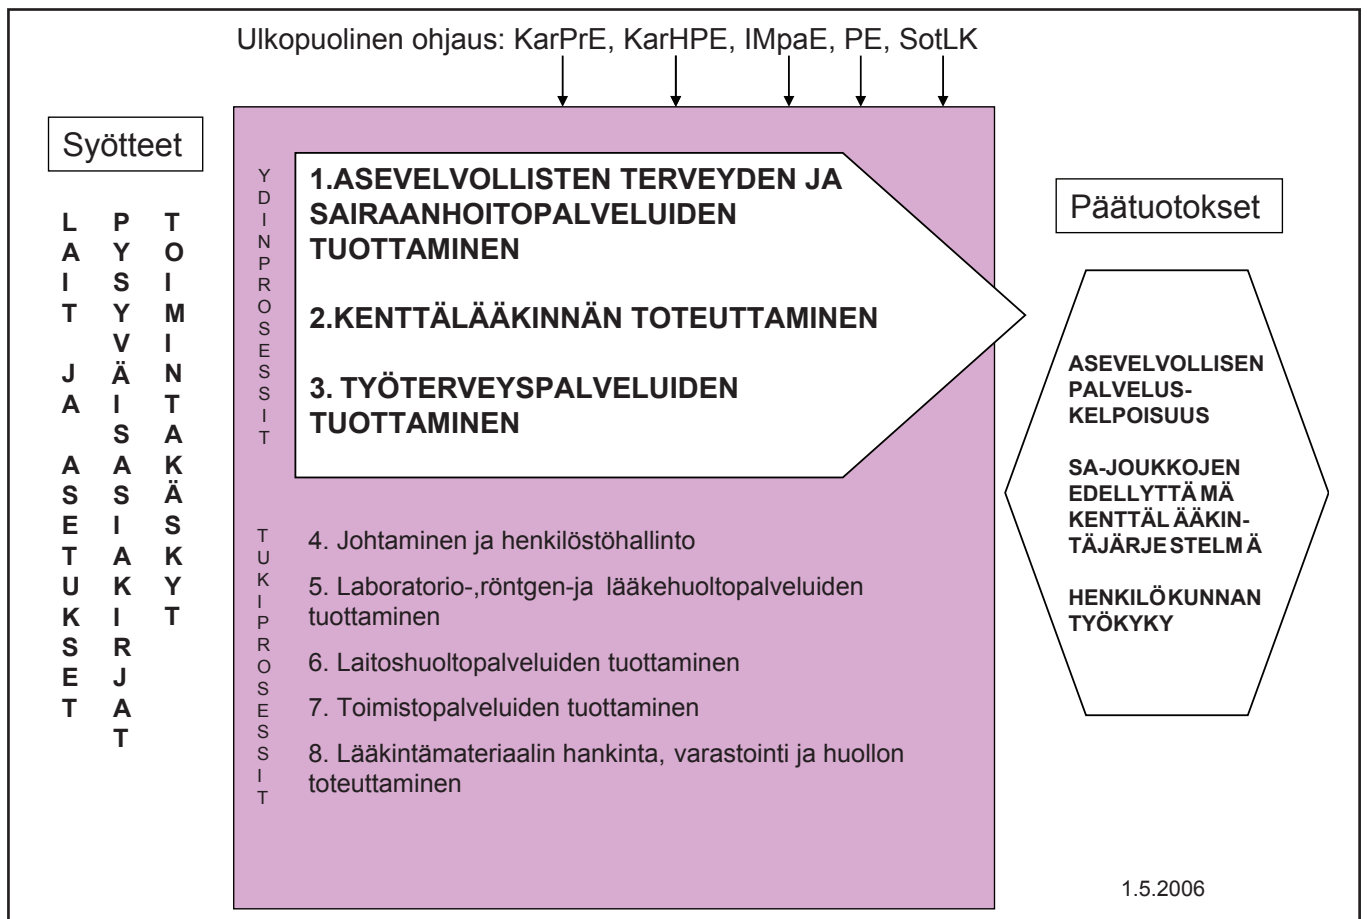 Ulkopuolinen ohjaus: KarPrE, KarHPE, IMpaE, PE, SotLK
Syötteet
LAIT JA ASETUKSET
PYSYVÄISASIAKIRJAT
TOIMINTAKÄSKYT
YDINPROSESSIT
1.ASEVELVOLLISTEN TERVEYDEN JA
SAIRAANHOITOPALVELUIDEN
TUOTTAMINEN
2.KENTTÄLÄÄKINNÄN TOTEUTTAMINEN
3. TYÖTERVEYSPALVELUIDEN
TUOTTAMINEN
TUKIPROSESSIT
4. Johtaminen ja henkilöstöhallinto
5. Laboratorio-,röntgen-ja lääkehuoltopalveluiden
tuottaminen
6. Laitoshuoltopalveluiden tuottaminen
7. Toimistopalveluiden tuottaminen
8. Lääkintämateriaalin hankinta, varastointi ja huollon
toteuttaminen
Päätuotokset
ASEVELVOLLISEN
PALVELUS-
KELPOISUUS
SA-JOUKKOJEN
EDELLYTTÄMÄ
KENTTÄLÄÄKIN-
TÄJÄRJESTELMÄ
HENKILÖKUNNAN
TYÖKYKY
1.5.2006